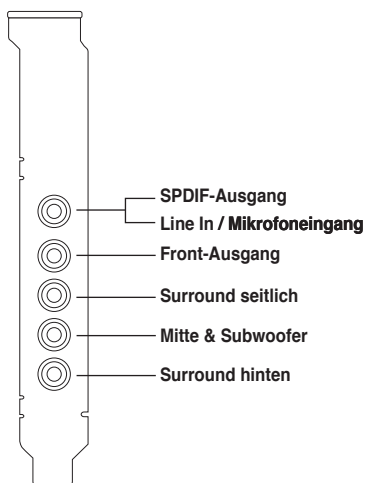 SPDIF-Ausgang
Line In / Mikrofoneingang
Front-Ausgang
Surround seitlich
Mitte & Subwoofer
Surround hinten